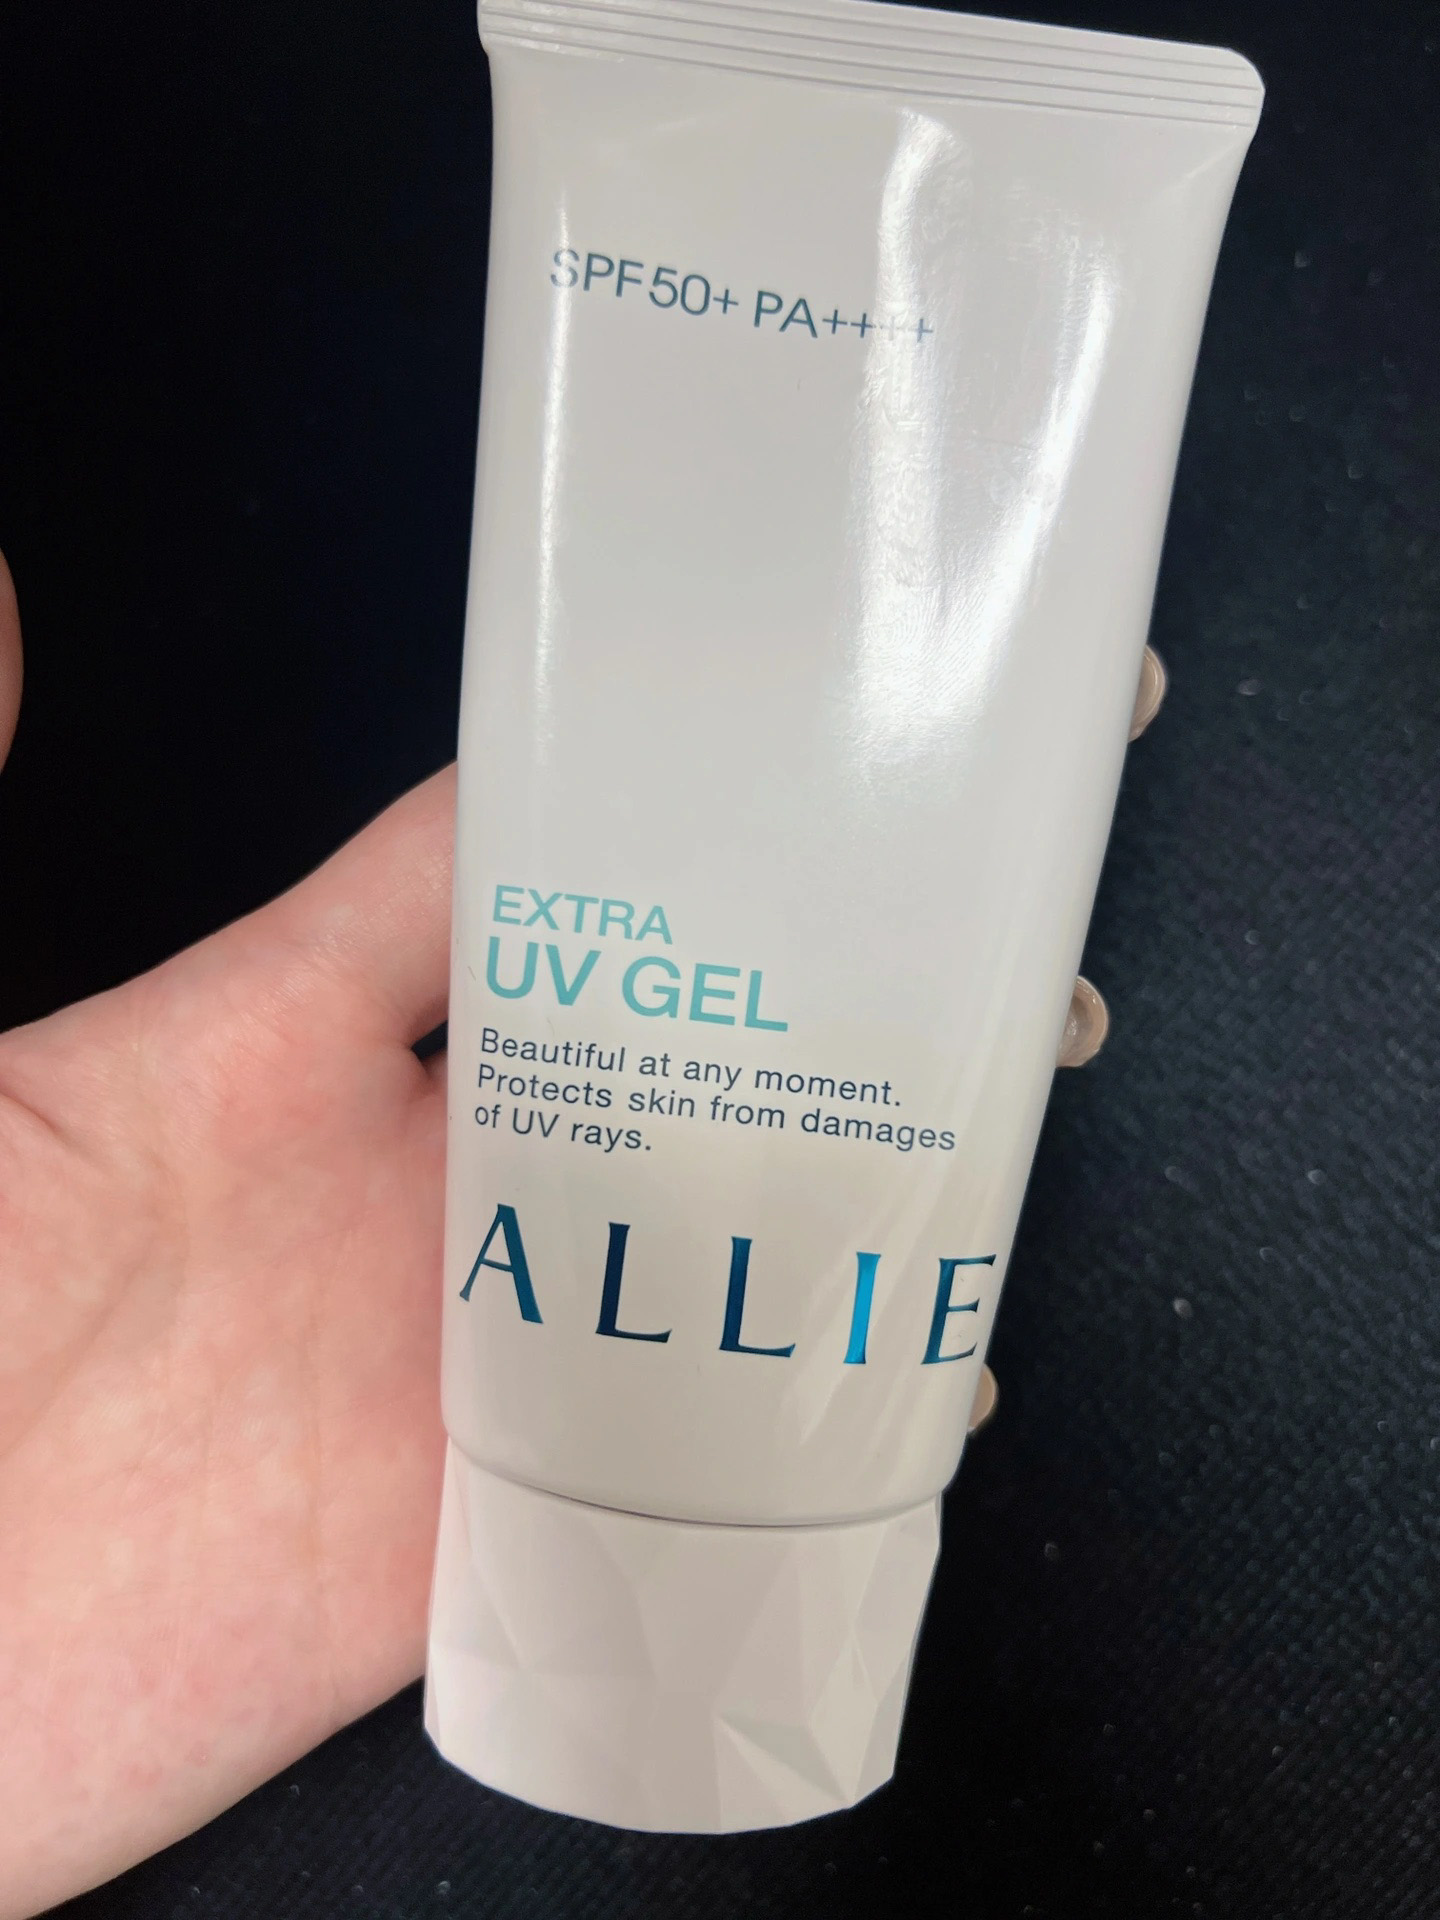 SPF50+ PA++++
EXTRA
UV GEL
Beautiful at any moment.
Protects skin from damages
of UV rays.
ALLIE